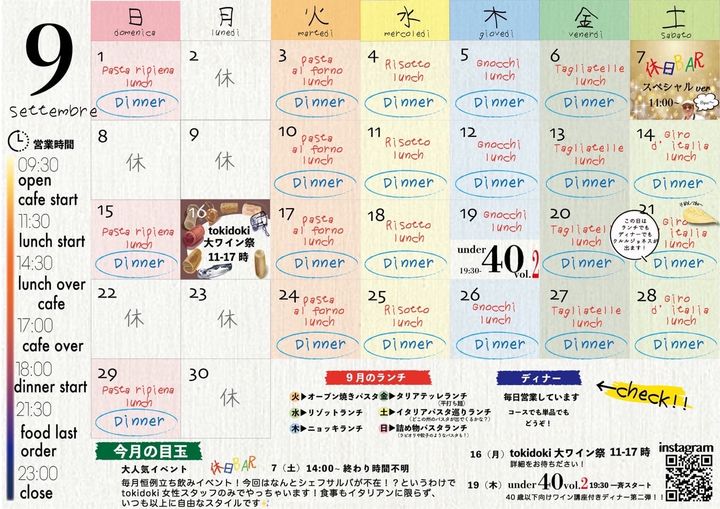 9
Settembre
日 月 火 水 木 金 土
domenica lunedì martedì mercoledì giovedì venerdì sabato
営業時間
09:30
open
cafe start
11:30
lunch start
14:30
lunch over
cafe
17:00
cafe over
18:00
dinner start
21:30
food last
order
23:00
close
1
Pasta ripiena
lunch
Dinner
2
休
3
pasta
al forno
lunch
Dinner
4
Risotto
lunch
Dinner
5
Gnocchi
lunch
Dinner
6
Tagliatelle
lunch
Dinner
7
休日BAR
スペシャルver
14:00~
8
休
9
休
10
pasta
al forno
lunch
Dinner
11
Risotto
lunch
Dinner
12
Gnocchi
lunch
Dinner
13
Tagliatelle
lunch
Dinner
14
Giro
d'italia
lunch
Dinner
15
Pasta ripiena
lunch
Dinner
16
tokidoki
大ワイン祭
11-17時
17
pasta
al forno
lunch
Dinner
18
Risotto
lunch
Dinner
19
Gnocchi
lunch
under
40
19:30-
vol.2
20
Tagliatelle
lunch
Dinner
21
この日は
ランチでも
ディナーでも
クルルジョネスが
出ます!
22
休
23
休
24
pasta
al forno
lunch
Dinner
25
Risotto
lunch
Dinner
26
Gnocchi
lunch
Dinner
27
Tagliatelle
lunch
Dinner
28
Giro
d'italia
lunch
Dinner
29
Pasta ripiena
lunch
Dinner
30
休
9月のランチ
火▶オーブン焼きパスタ
水▶リゾットランチ
木▶ニョッキランチ
金▶タリアテッレランチ
(平打ち麺)
土▶イタリアパスタ巡りランチ
(どこの州のパスタが出てくるかな?)
日▶詰め物パスタランチ
(ラビオリや餃子のようなパスタも!)
ディナー
毎日営業しています
コースでも単品でも
どうぞ!
check!!
今月の目玉
大人気イベント 休日BAR 7(土)14:00~ 終わり時間不明
毎月恒例立ち飲みイベント!今回はなんとシェフサルバが不在!?というわけで
tokidoki 女性スタッフのみでやっちゃいます!食事もイタリアンに限らず、
いつも以上に自由なスタイルです
16(月)tokidoki 大ワイン祭 11-17時
詳細をお待ちください!
19(木)under40vol.2 19:30一斉スタート
40歳以下向けワイン講座付きディナー第二弾!!
instagram